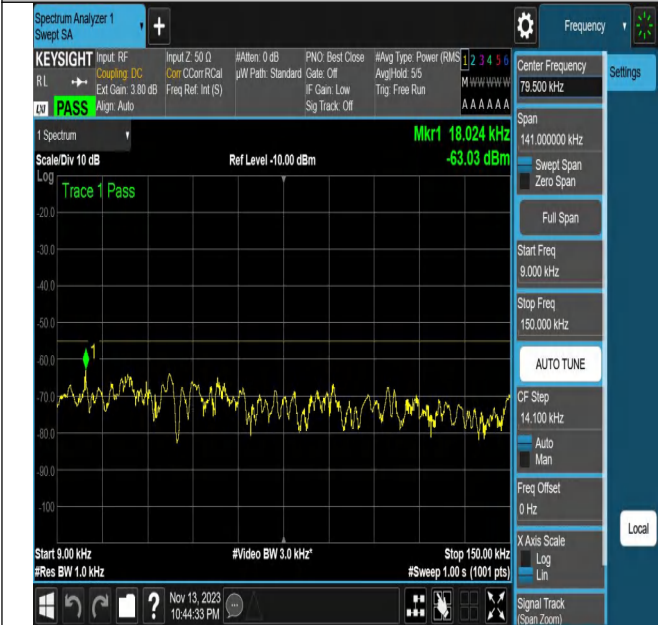 Spectrum Analyzer 1
Swept SA
+
Frequency
KEYSIGHT
RL
PASS
Input: RF
Coupling: DC
Ext Gain: 3.80 dB
Align: Auto
Input Z: 50 Ω
Corr CCorr RCal
Freq Ref: Int (S)
#Atten: 0 dB
µW Path: Standard
PNO: Best Close
Gate: Off
IF Gain: Low
Sig Track: Off
#Avg Type: Power (RMS
Avg|Hold: 5/5
Trig: Free Run
1 2 3 4 5 6
M W W W W W
A A A A A A
1 Spectrum
Scale/Div 10 dB
Ref Level -10.00 dBm
Mkr1 18.024 kHz
-63.03 dBm
Log
Trace 1 Pass
-20.0
-30.0
-40.0
-50.0
-60.0
-70.0
-80.0
-90.0
-100
1
Start 9.00 kHz
#Res BW 1.0 kHz
#Video BW 3.0 kHz*
Stop 150.00 kHz
#Sweep 1.00 s (1001 pts)
Nov 13, 2023
10:44:33 PM
Center Frequency
79.500 kHz
Span
141.000000 kHz
Swept Span
Zero Span
Full Span
Start Freq
9.000 kHz
Stop Freq
150.000 kHz
AUTO TUNE
CF Step
14.100 kHz
Auto
Man
Freq Offset
0 Hz
X Axis Scale
Log
Lin
Signal Track
(Span Zoom)
Settings
Local